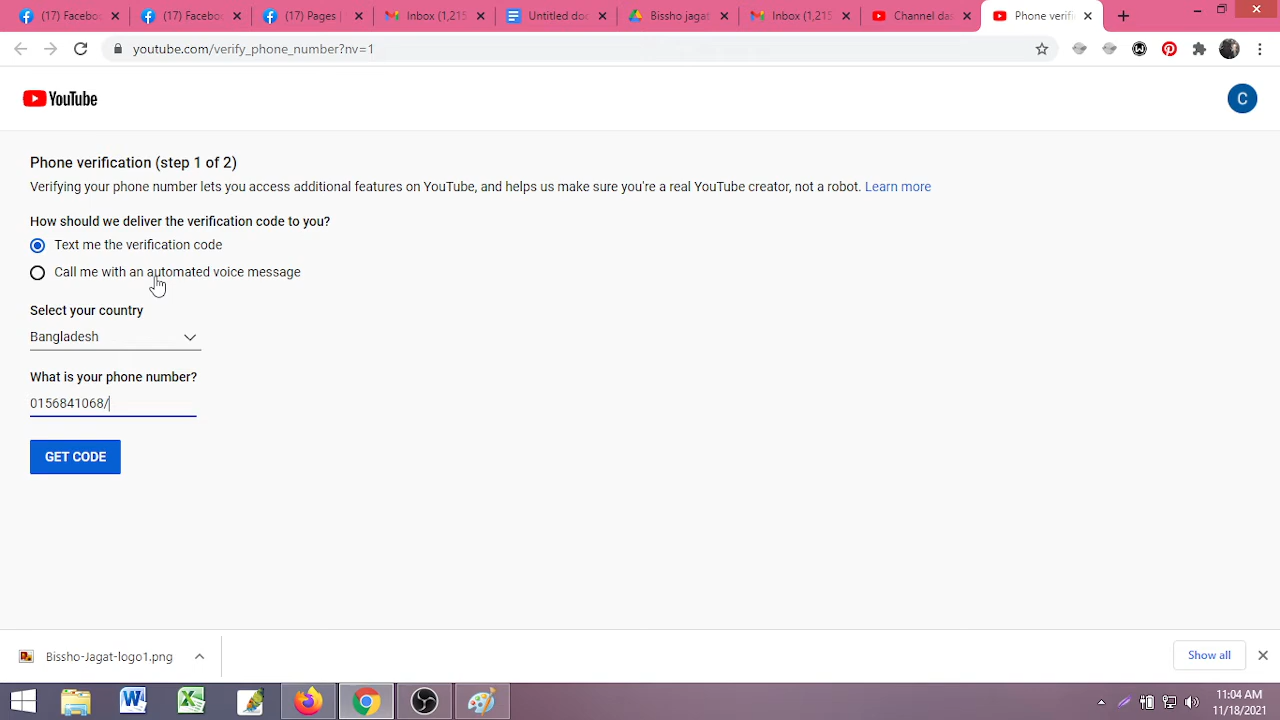 (17) Faceboo
(17) Faceboo
(17) Pages
Inbox (1,215
Untitled doc
Bissho jagat
Inbox (1,215
Channel das
Phone verifi
youtube.com/verify_phone_number?nv=1
YouTube
C
Phone verification (step 1 of 2)
Verifying your phone number lets you access additional features on YouTube, and helps us make sure you're a real YouTube creator, not a robot. Learn more
How should we deliver the verification code to you?
Text me the verification code
Call me with an automated voice message
Select your country
Bangladesh
What is your phone number?
0156841068/
GET CODE
Bissho-Jagat-logo1.png
Show all
11:04 AM
11/18/2021